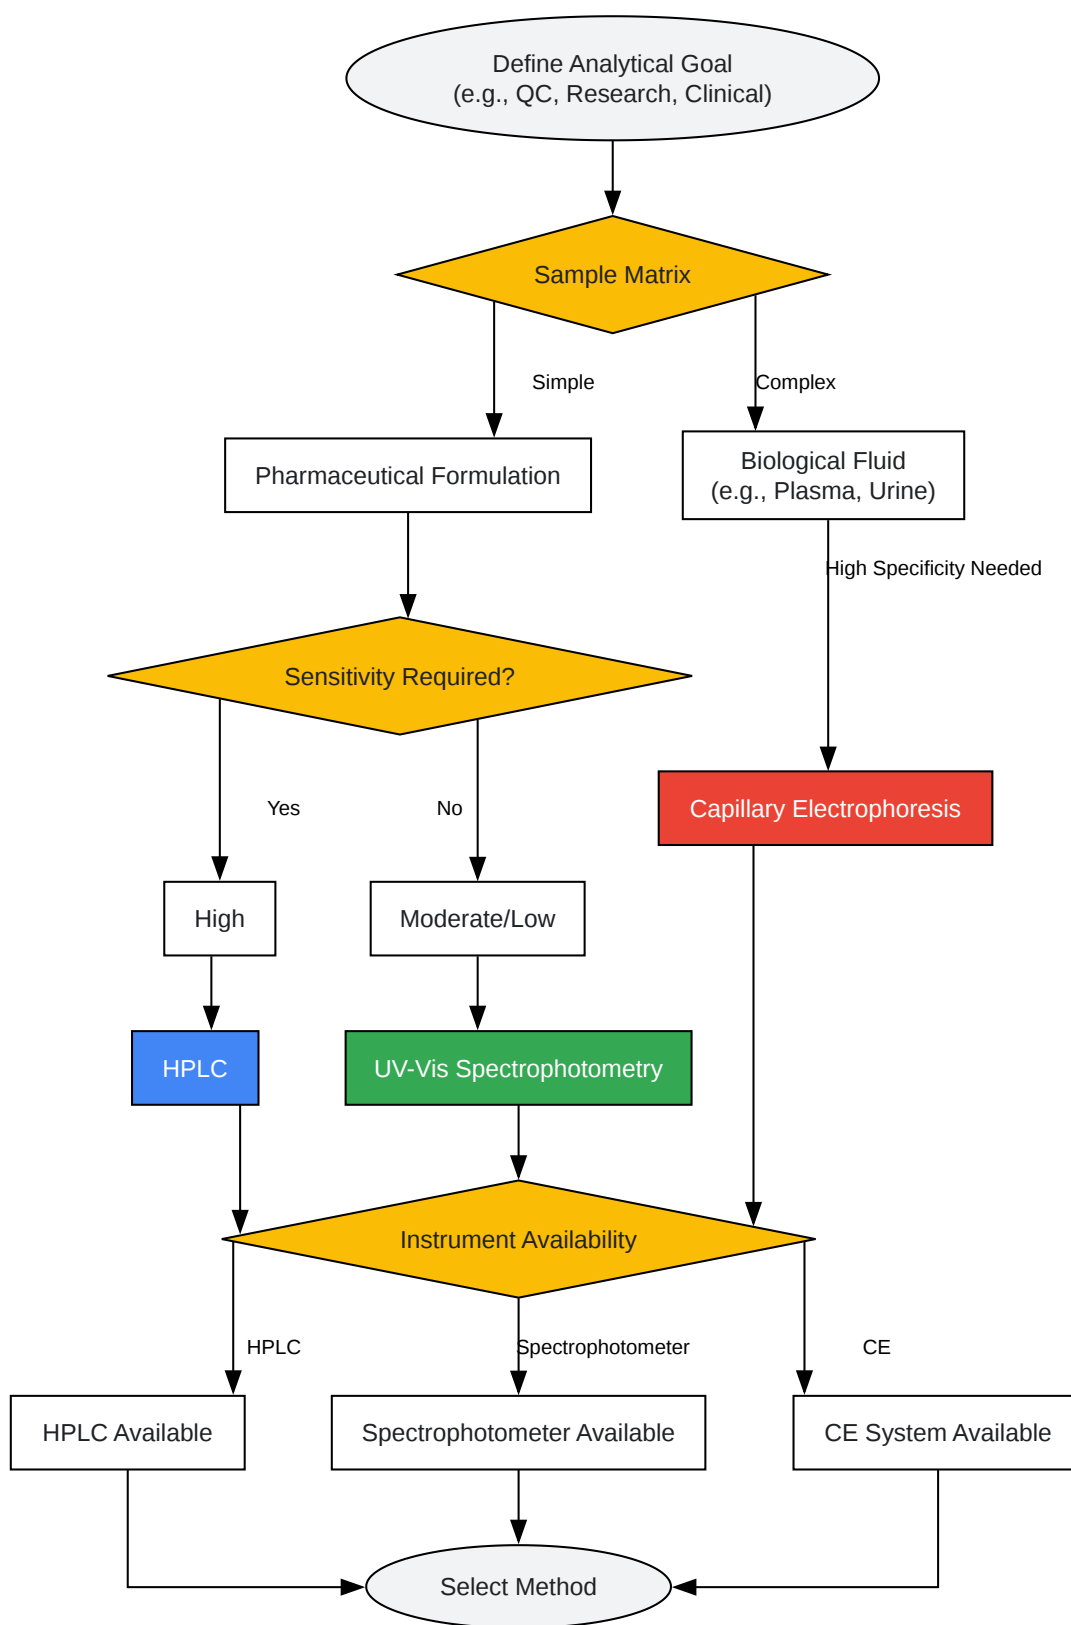 Define Analytical Goal
(e.g., QC, Research, Clinical)
Sample Matrix
Simple
Complex
Pharmaceutical Formulation
Biological Fluid
(e.g., Plasma, Urine)
High Specificity Needed
Sensitivity Required?
Yes
No
Capillary Electrophoresis
High
Moderate/Low
HPLC
UV-Vis Spectrophotometry
Instrument Availability
HPLC
Spectrophotometer
CE
HPLC Available
Spectrophotometer Available
CE System Available
Select Method